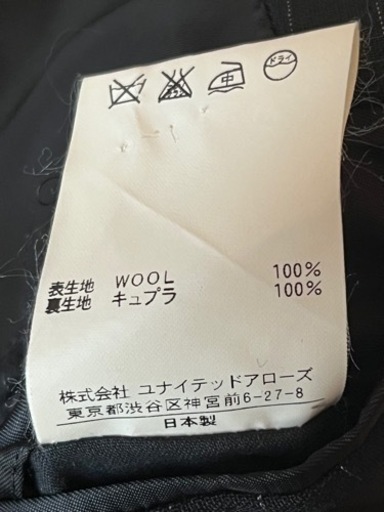 中 ドライ
表生地 WOOL 100%
裏生地 キュプラ 100%
株式会社 ユナイテッドアローズ
東京都渋谷区神宮前6-27-8
日本製